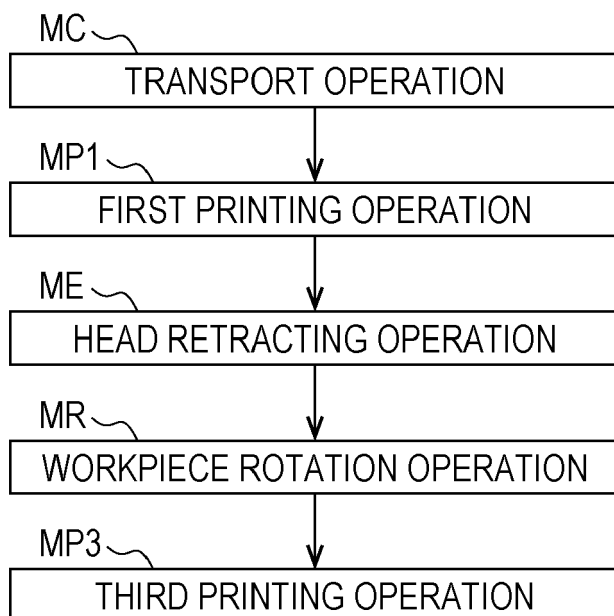 MC
TRANSPORT OPERATION
MP1
FIRST PRINTING OPERATION
ME
HEAD RETRACTING OPERATION
MR
WORKPIECE ROTATION OPERATION
MP3
THIRD PRINTING OPERATION